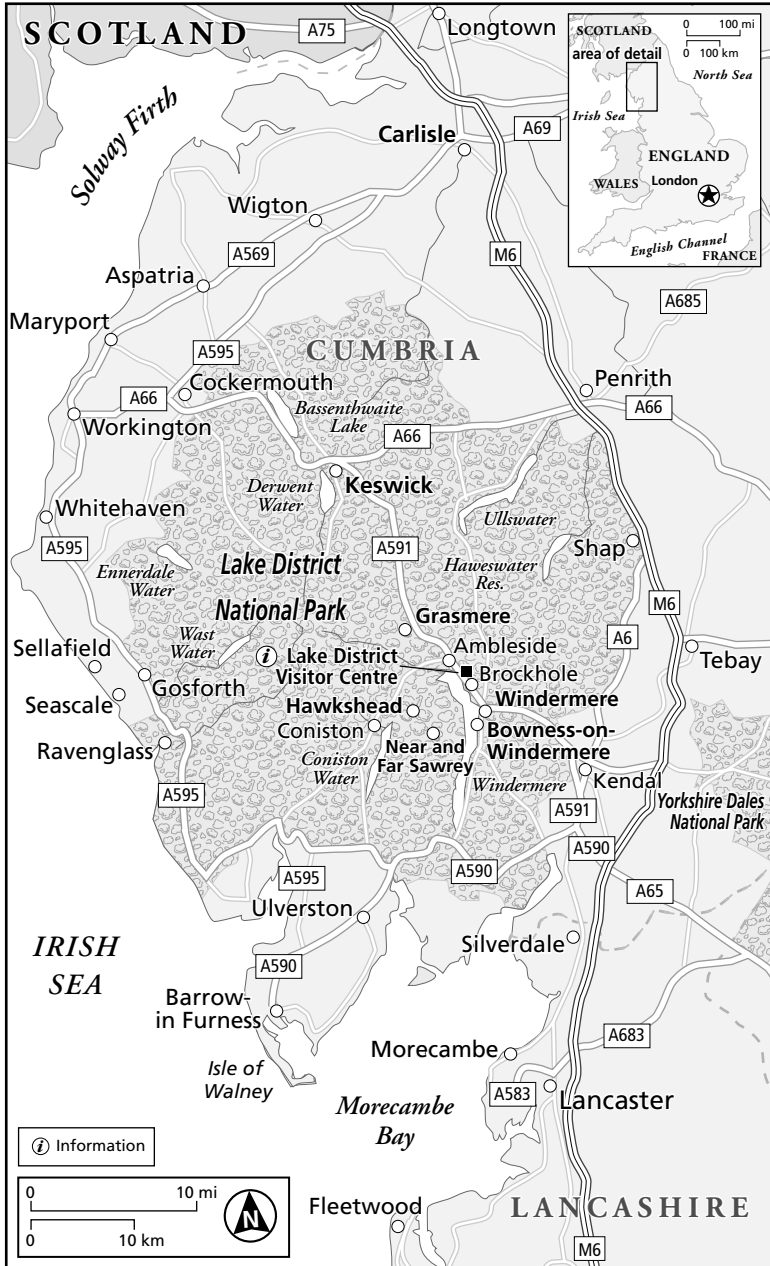 SCOTLAND
A75
Longtown
SCOTLAND
area of detail
0 100 mi
0 100 km
North Sea
Irish Sea
ENGLAND
WALES
London
English Channel
FRANCE
Solway Firth
Carlisle
A69
Wigton
A569
M6
Aspatria
A685
Maryport
A595
CUMBRIA
Cockermouth
Penrith
A66
Bassenthwaite
Lake
A66
Workington
A66
Derwent
Water
Keswick
Whitehaven
Ullswater
A595
A591
Shap
Ennerdale
Water
Lake District
National Park
Haweswater
Res.
M6
Grasmere
A6
Wast
Water
Ambleside
Sellafield
i
Lake District
Visitor Centre
Tebay
Brockhole
Gosforth
Seascale
Hawkshead
Windermere
Coniston
Bowness-on-
Windermere
Ravenglass
Near and
Far Sawrey
Coniston
Water
Windermere
Kendal
A595
A591
Yorkshire Dales
National Park
A590
A590
A595
A65
Ulverston
Silverdale
IRISH
SEA
A590
Barrow-
in Furness
A683
Morecambe
Isle of
Walney
A583
Lancaster
Morecambe
Bay
i Information
0 10 mi
0 10 km
N
Fleetwood
LANCASHIRE
M6